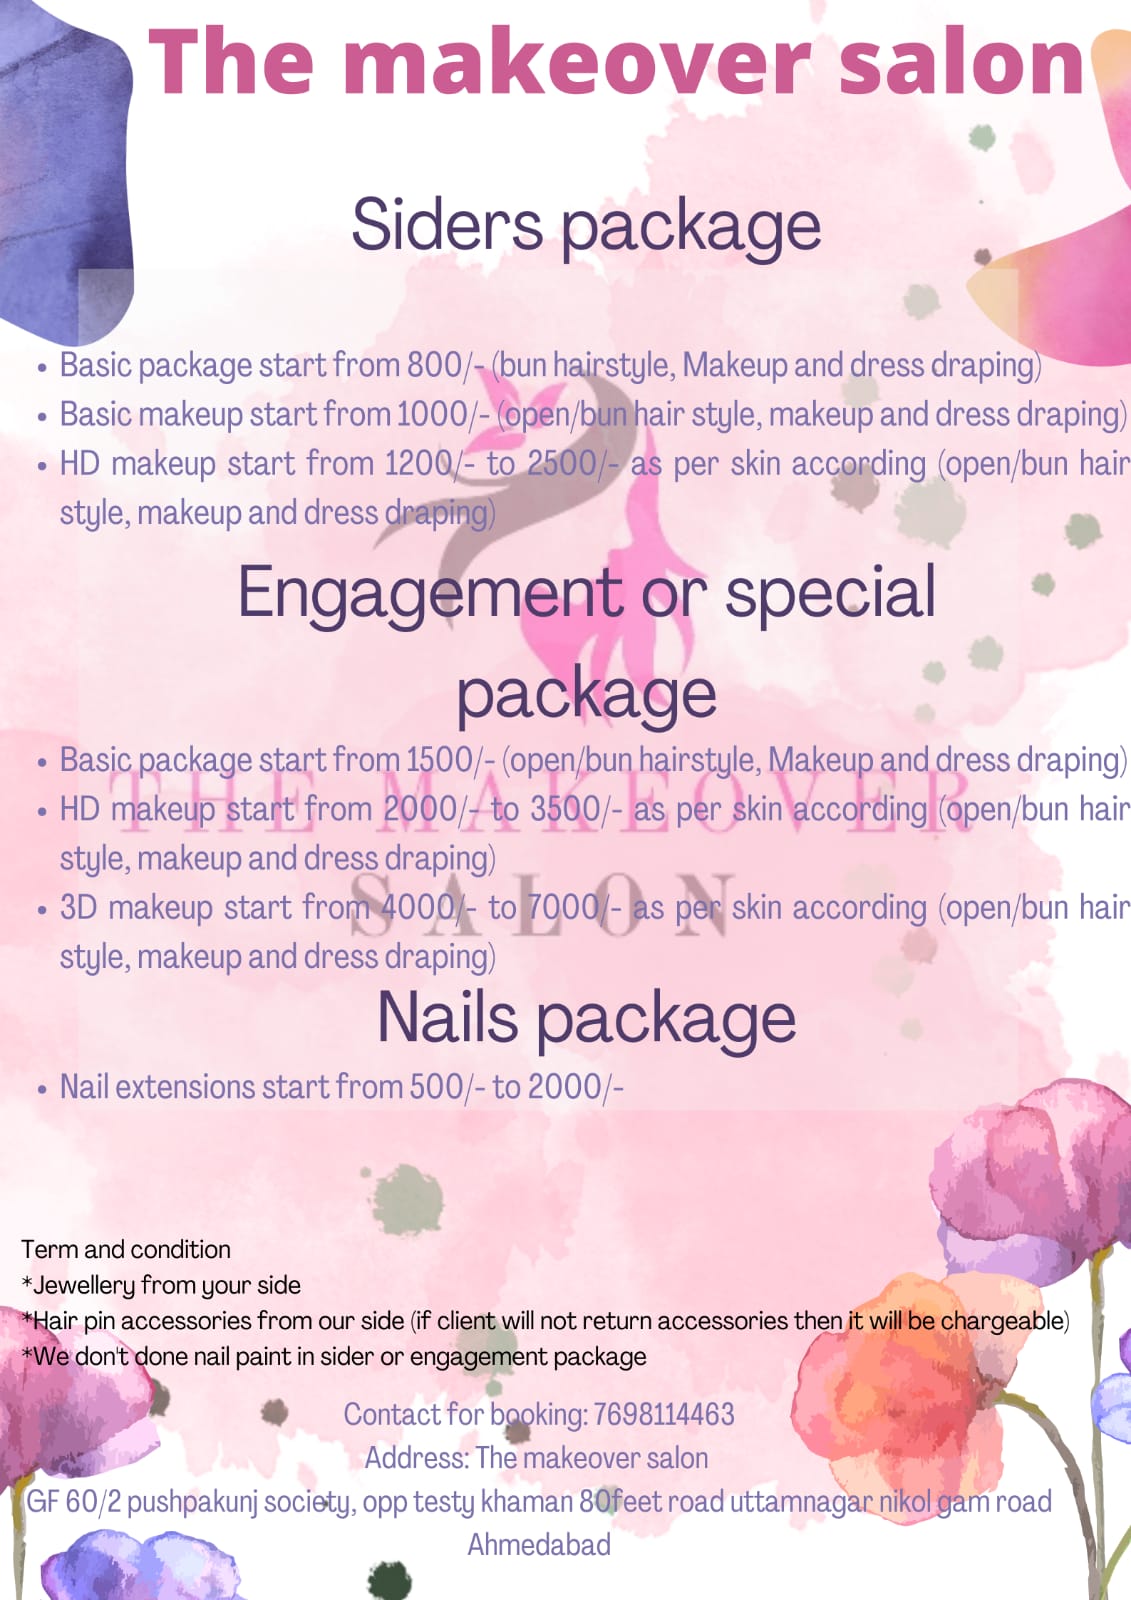 The makeover salon
Siders package
• Basic package start from 800/- (bun hairstyle, Makeup and dress draping)
• Basic makeup start from 1000/- (open/bun hair style, makeup and dress draping)
• HD makeup start from 1200/- to 2500/- as per skin according (open/bun hair
style, makeup and dress draping)
Engagement or special
package
• Basic package start from 1500/- (open/bun hairstyle, Makeup and dress draping)
• HD makeup start from 2000/- to 3500/- as per skin according (open/bun hair
style, makeup and dress draping)
• 3D makeup start from 4000/- to 7000/- as per skin according (open/bun hair
style, makeup and dress draping)
THE MAKEOVER
SALON
Nails package
• Nail extensions start from 500/- to 2000/-
Term and condition
*Jewellery from your side
*Hair pin accessories from our side (if client will not return accessories then it will be chargeable)
*We don't done nail paint in sider or engagement package
Contact for booking: 7698114463
Address: The makeover salon
GF 60/2 pushpakunj society, opp testy khaman 80feet road uttamnagar nikol gam road
Ahmedabad